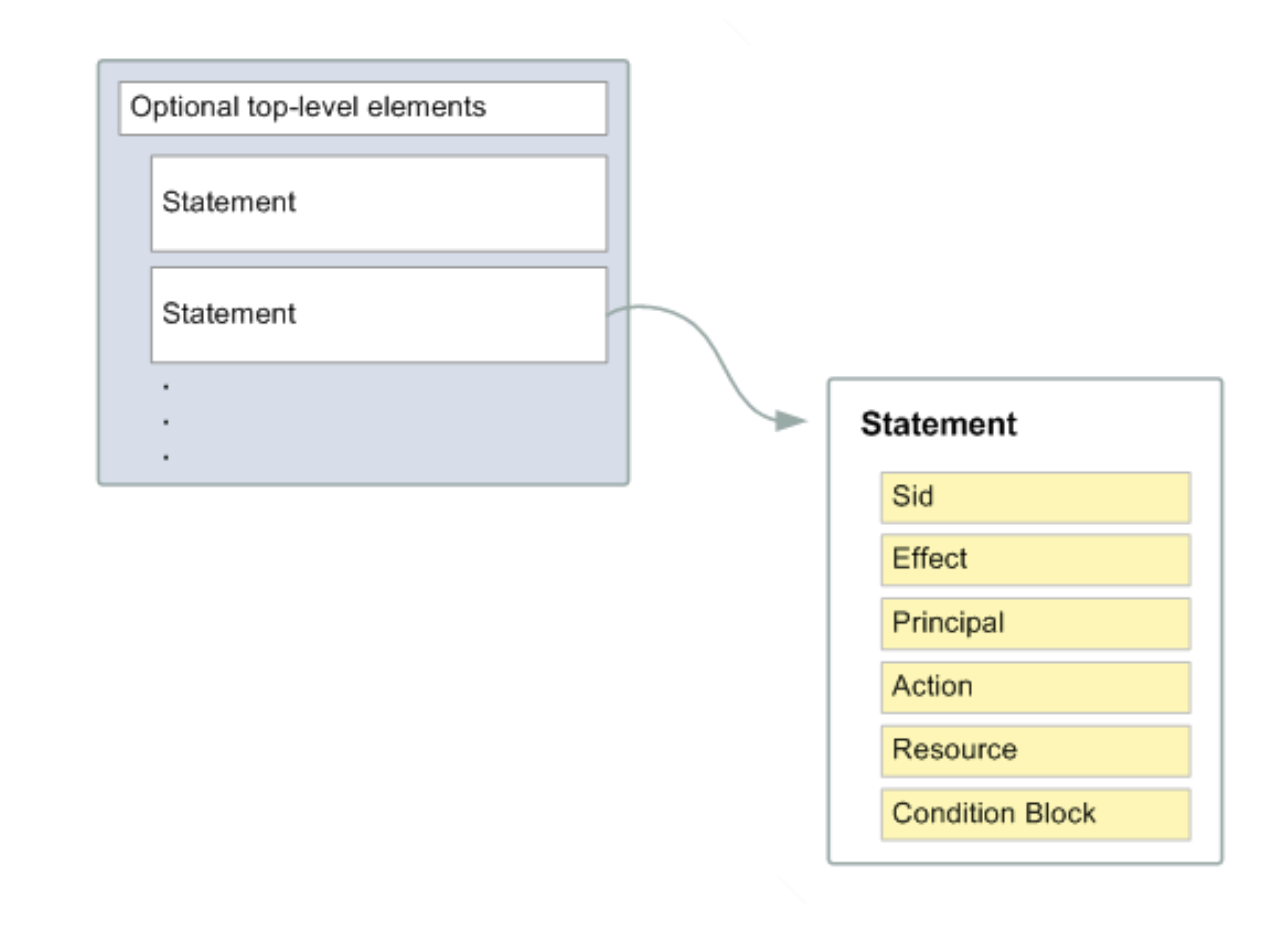 Optional top-level elements
Statement
Statement
.
.
.
Statement
Sid
Effect
Principal
Action
Resource
Condition Block